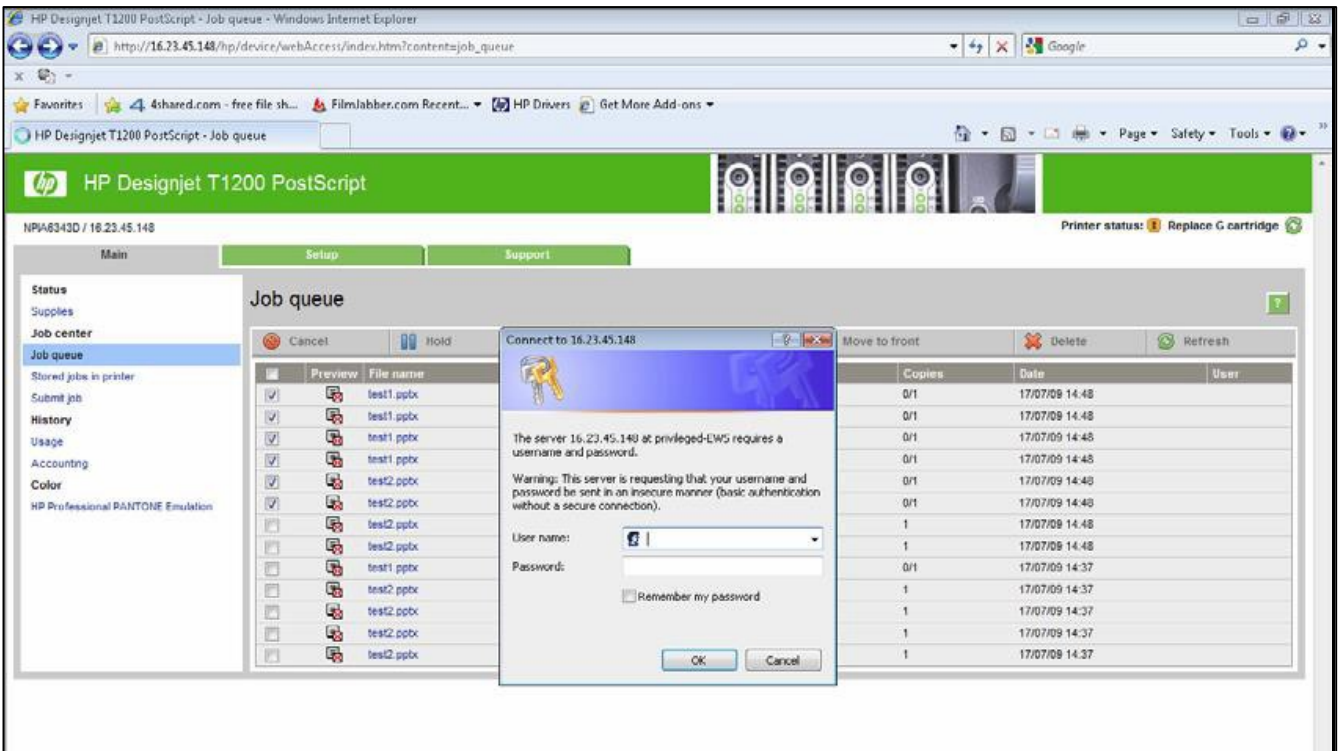 HP Designjet T1200 PostScript - Job queue - Windows Internet Explorer
http://16.23.45.148/hp/device/webAccess/index.htm?content=job_queue
Google
x
Favorites 4shared.com - free file sh... FilmJabber.com Recent... HP Drivers Get More Add-ons
HP Designjet T1200 PostScript - Job queue
Page Safety Tools
hp HP Designjet T1200 PostScript
NPIA6343D / 16.23.45.148
Printer status: Replace G cartridge
Main Setup Support
Status
Supplies
Job center
Job queue
Stored jobs in printer
Submit job
History
Usage
Accounting
Color
HP Professional PANTONE Emulation
Job queue
?
Cancel Hold Move to front Delete Refresh
Preview File name Copies Date User
test1.pptx 0/1 17/07/09 14:48
test1.pptx 0/1 17/07/09 14:48
test1.pptx 0/1 17/07/09 14:48
test1.pptx 0/1 17/07/09 14:48
test2.pptx 0/1 17/07/09 14:48
test2.pptx 0/1 17/07/09 14:48
test2.pptx 1 17/07/09 14:48
test2.pptx 1 17/07/09 14:48
test1.pptx 0/1 17/07/09 14:37
test2.pptx 1 17/07/09 14:37
test2.pptx 1 17/07/09 14:37
test2.pptx 1 17/07/09 14:37
test2.pptx 1 17/07/09 14:37
Connect to 16.23.45.148
The server 16.23.45.148 at privileged-EWS requires a
username and password.
Warning: This server is requesting that your username and
password be sent in an insecure manner (basic authentication
without a secure connection).
User name:
Password:
Remember my password
OK Cancel